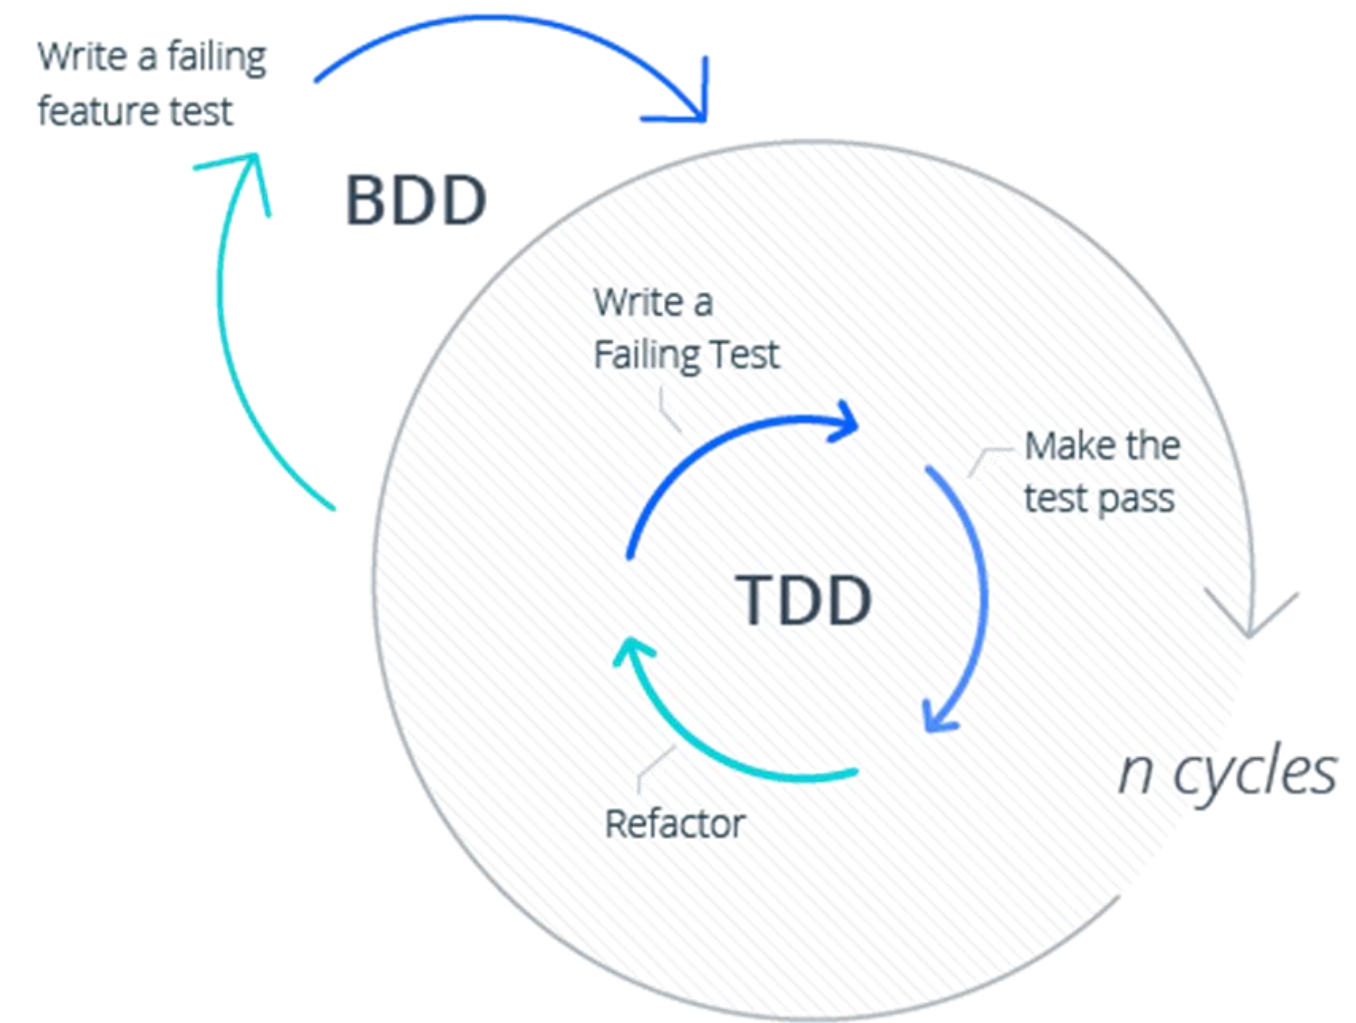 Write a failing
feature test
BDD
Write a
Failing Test
Make the
test pass
TDD
n cycles
Refactor